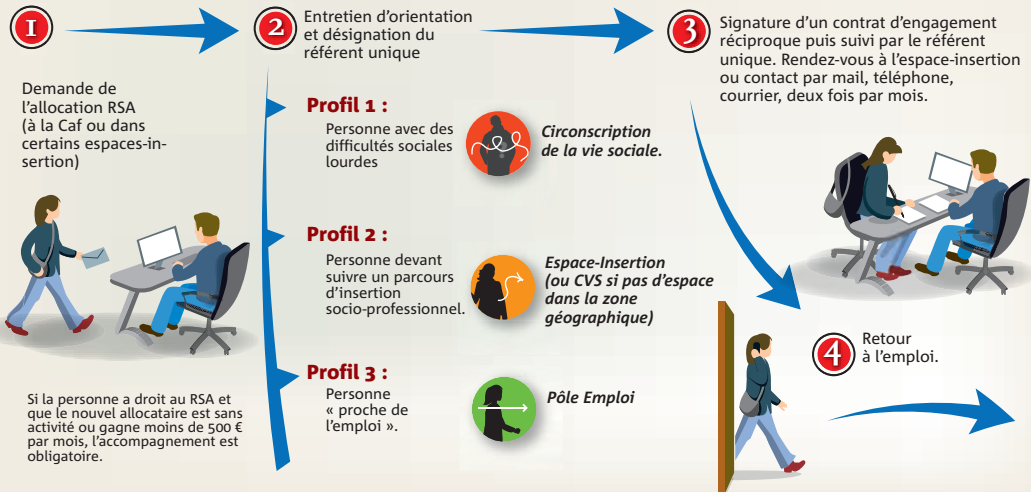 1
Demande de
l'allocation RSA
(à la Caf ou dans
certains espaces-in-
sertion)
Si la personne a droit au RSA et
que le nouvel allocataire est sans
activité ou gagne moins de 500 €
par mois, l'accompagnement est
obligatoire.
2
Entretien d'orientation
et désignation du
référent unique
Profil 1 :
Personne avec des
difficultés sociales
lourdes
Circonscription
de la vie sociale.
Profil 2 :
Personne devant
suivre un parcours
d'insertion
socio-professionnel.
Espace-Insertion
(ou CVS si pas d'espace
dans la zone
géographique)
Profil 3 :
Personne
« proche de
l'emploi ».
Pôle Emploi
3
Signature d'un contrat d'engagement
réciproque puis suivi par le référent
unique. Rendez-vous à l'espace-insertion
ou contact par mail, téléphone,
courrier, deux fois par mois.
4
Retour
à l'emploi.